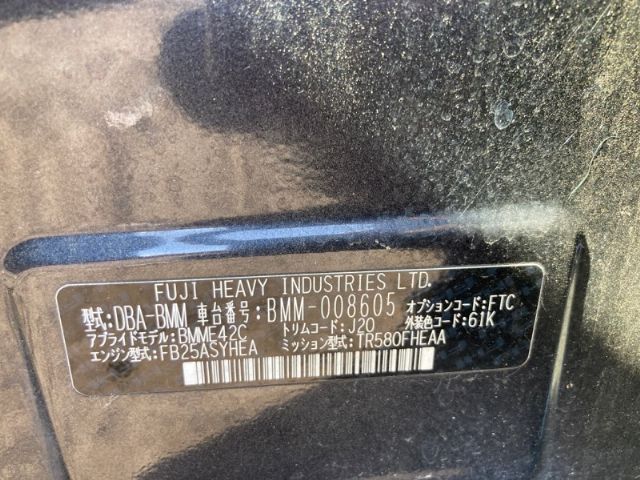 FUJI HEAVY INDUSTRIES LTD.
型式:DBA-BMM 車台番号:BMM-008605 オプションコード:FTC
アプライドモデル:BMME42C トリムコード:J20 外装色コード:61K
エンジン型式:FB25ASYHEA ミッション型式:TR580FHEAA